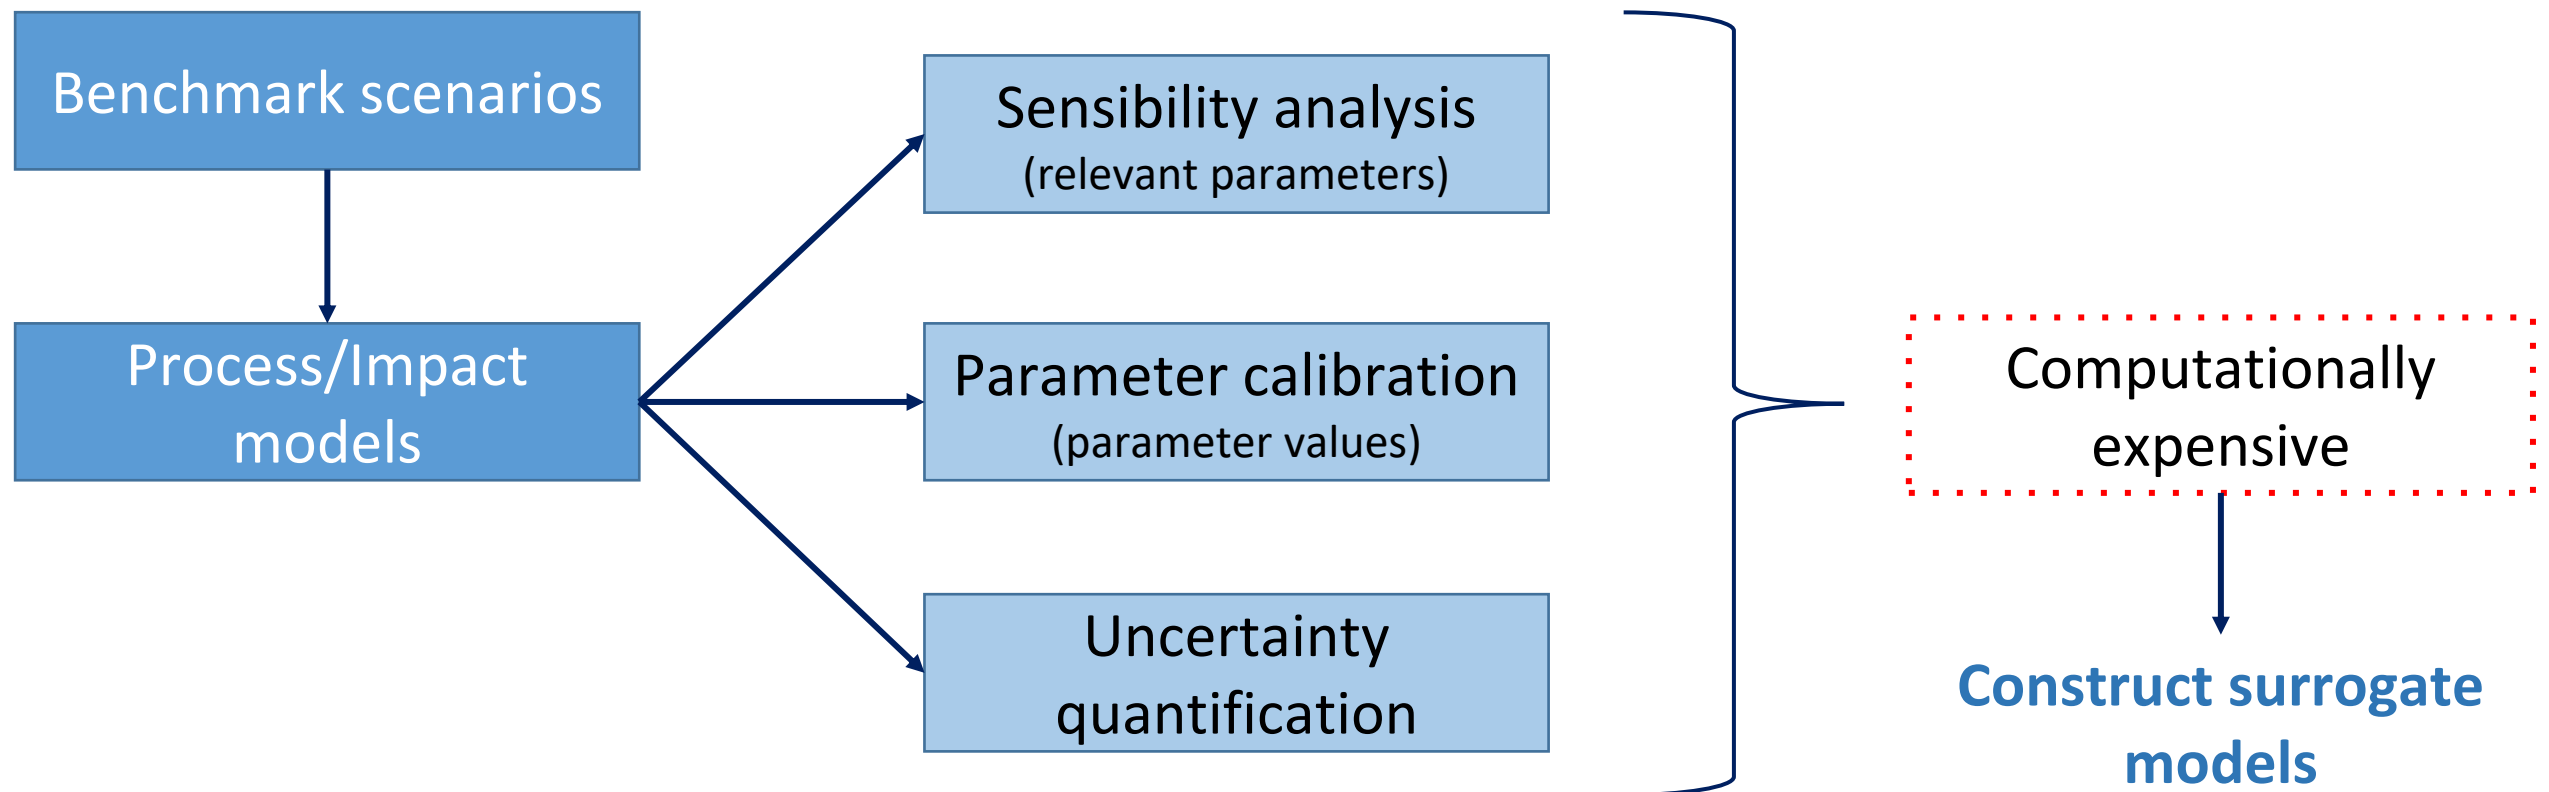 Benchmark scenarios
Process/Impact
models
Sensibility analysis
(relevant parameters)
Parameter calibration
(parameter values)
Uncertainty
quantification
Computationally
expensive
Construct surrogate
models